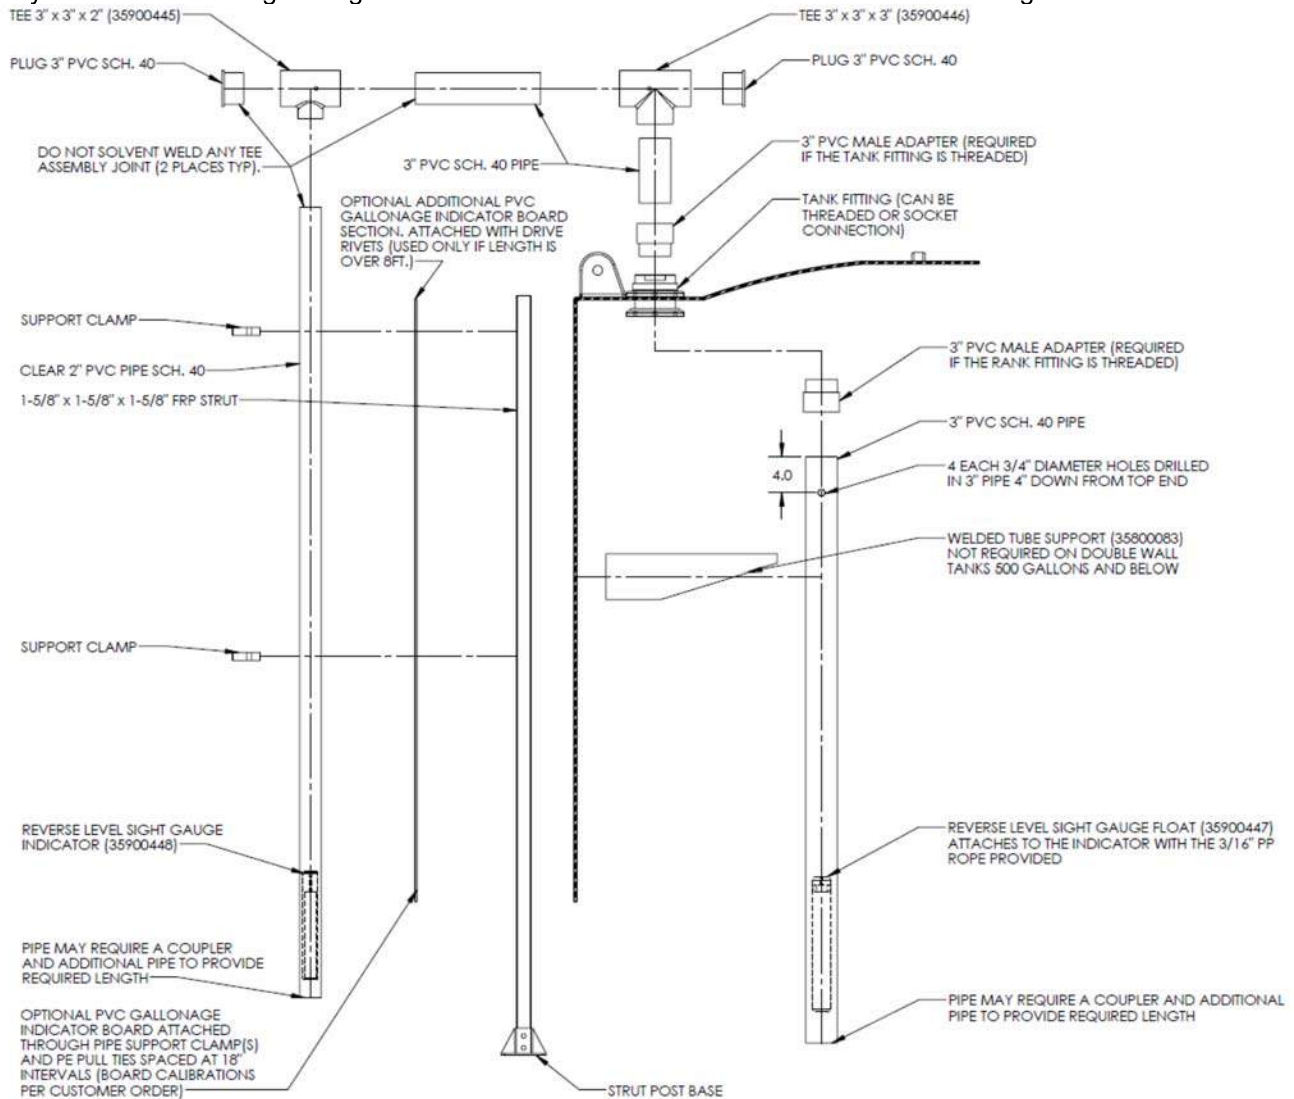 TEE 3" x 3" x 2" (35900445)
TEE 3" x 3" x 3" (35900446)
PLUG 3" PVC SCH. 40
PLUG 3" PVC SCH. 40
DO NOT SOLVENT WELD ANY TEE
ASSEMBLY JOINT (2 PLACES TYP).
3" PVC SCH. 40 PIPE
3" PVC MALE ADAPTER (REQUIRED
IF THE TANK FITTING IS THREADED)
OPTIONAL ADDITIONAL PVC
GALLONAGE INDICATOR BOARD
SECTION. ATTACHED WITH DRIVE
RIVETS (USED ONLY IF LENGTH IS
OVER 8FT.)
TANK FITTING (CAN BE
THREADED OR SOCKET
CONNECTION)
SUPPORT CLAMP
CLEAR 2" PVC PIPE SCH. 40
1-5/8" x 1-5/8" x 1-5/8" FRP STRUT
3" PVC MALE ADAPTER (REQUIRED
IF THE RANK FITTING IS THREADED)
3" PVC SCH. 40 PIPE
4.0
4 EACH 3/4" DIAMETER HOLES DRILLED
IN 3" PIPE 4" DOWN FROM TOP END
WELDED TUBE SUPPORT (35800083)
NOT REQUIRED ON DOUBLE WALL
TANKS 500 GALLONS AND BELOW
SUPPORT CLAMP
REVERSE LEVEL SIGHT GAUGE
INDICATOR (35900448)
REVERSE LEVEL SIGHT GAUGE FLOAT (35900447)
ATTACHES TO THE INDICATOR WITH THE 3/16" PP
ROPE PROVIDED
PIPE MAY REQUIRE A COUPLER
AND ADDITIONAL PIPE TO PROVIDE
REQUIRED LENGTH
PIPE MAY REQUIRE A COUPLER AND ADDITIONAL
PIPE TO PROVIDE REQUIRED LENGTH
OPTIONAL PVC GALLONAGE
INDICATOR BOARD ATTACHED
THROUGH PIPE SUPPORT CLAMP(S)
AND PE PULL TIES SPACED AT 18"
INTERVALS (BOARD CALIBRATIONS
PER CUSTOMER ORDER)
STRUT POST BASE